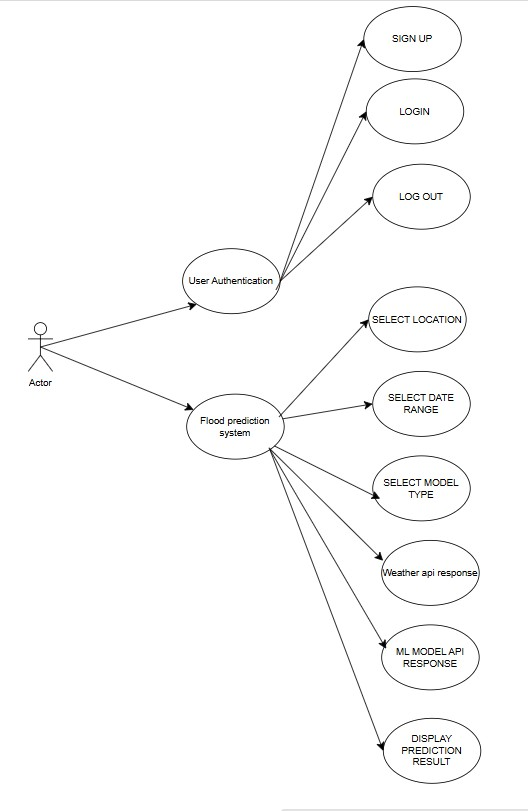 SIGN UP
LOGIN
LOG OUT
User Authentication
SELECT LOCATION
Actor
SELECT DATE
RANGE
Flood prediction
system
SELECT MODEL
TYPE
Weather api response
ML MODEL API
RESPONSE
DISPLAY
PREDICTION
RESULT